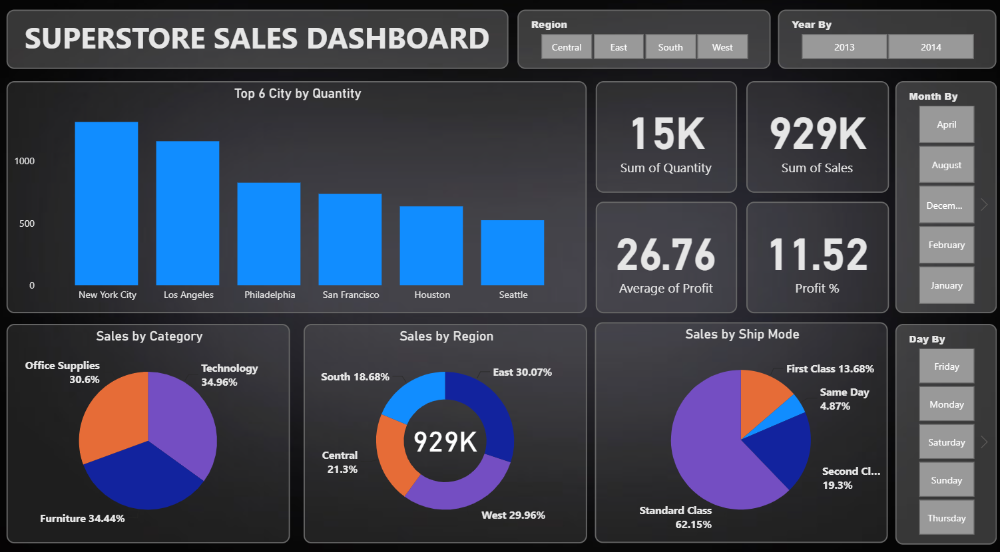 SUPERSTORE SALES DASHBOARD
Region
Central East South West
Year By
2013 2014
Top 6 City by Quantity
1000
500
0
New York City Los Angeles Philadelphia San Francisco Houston Seattle
15K
Sum of Quantity
929K
Sum of Sales
26.76
Average of Profit
11.52
Profit %
Month By
April
August
Decem...
February
January
Sales by Category
Office Supplies
30.6%
Technology
34.96%
Furniture 34.44%
Sales by Region
South 18.68%
East 30.07%
929K
Central
21.3%
West 29.96%
Sales by Ship Mode
First Class 13.68%
Same Day
4.87%
Second Cl...
19.3%
Standard Class
62.15%
Day By
Friday
Monday
Saturday
Sunday
Thursday